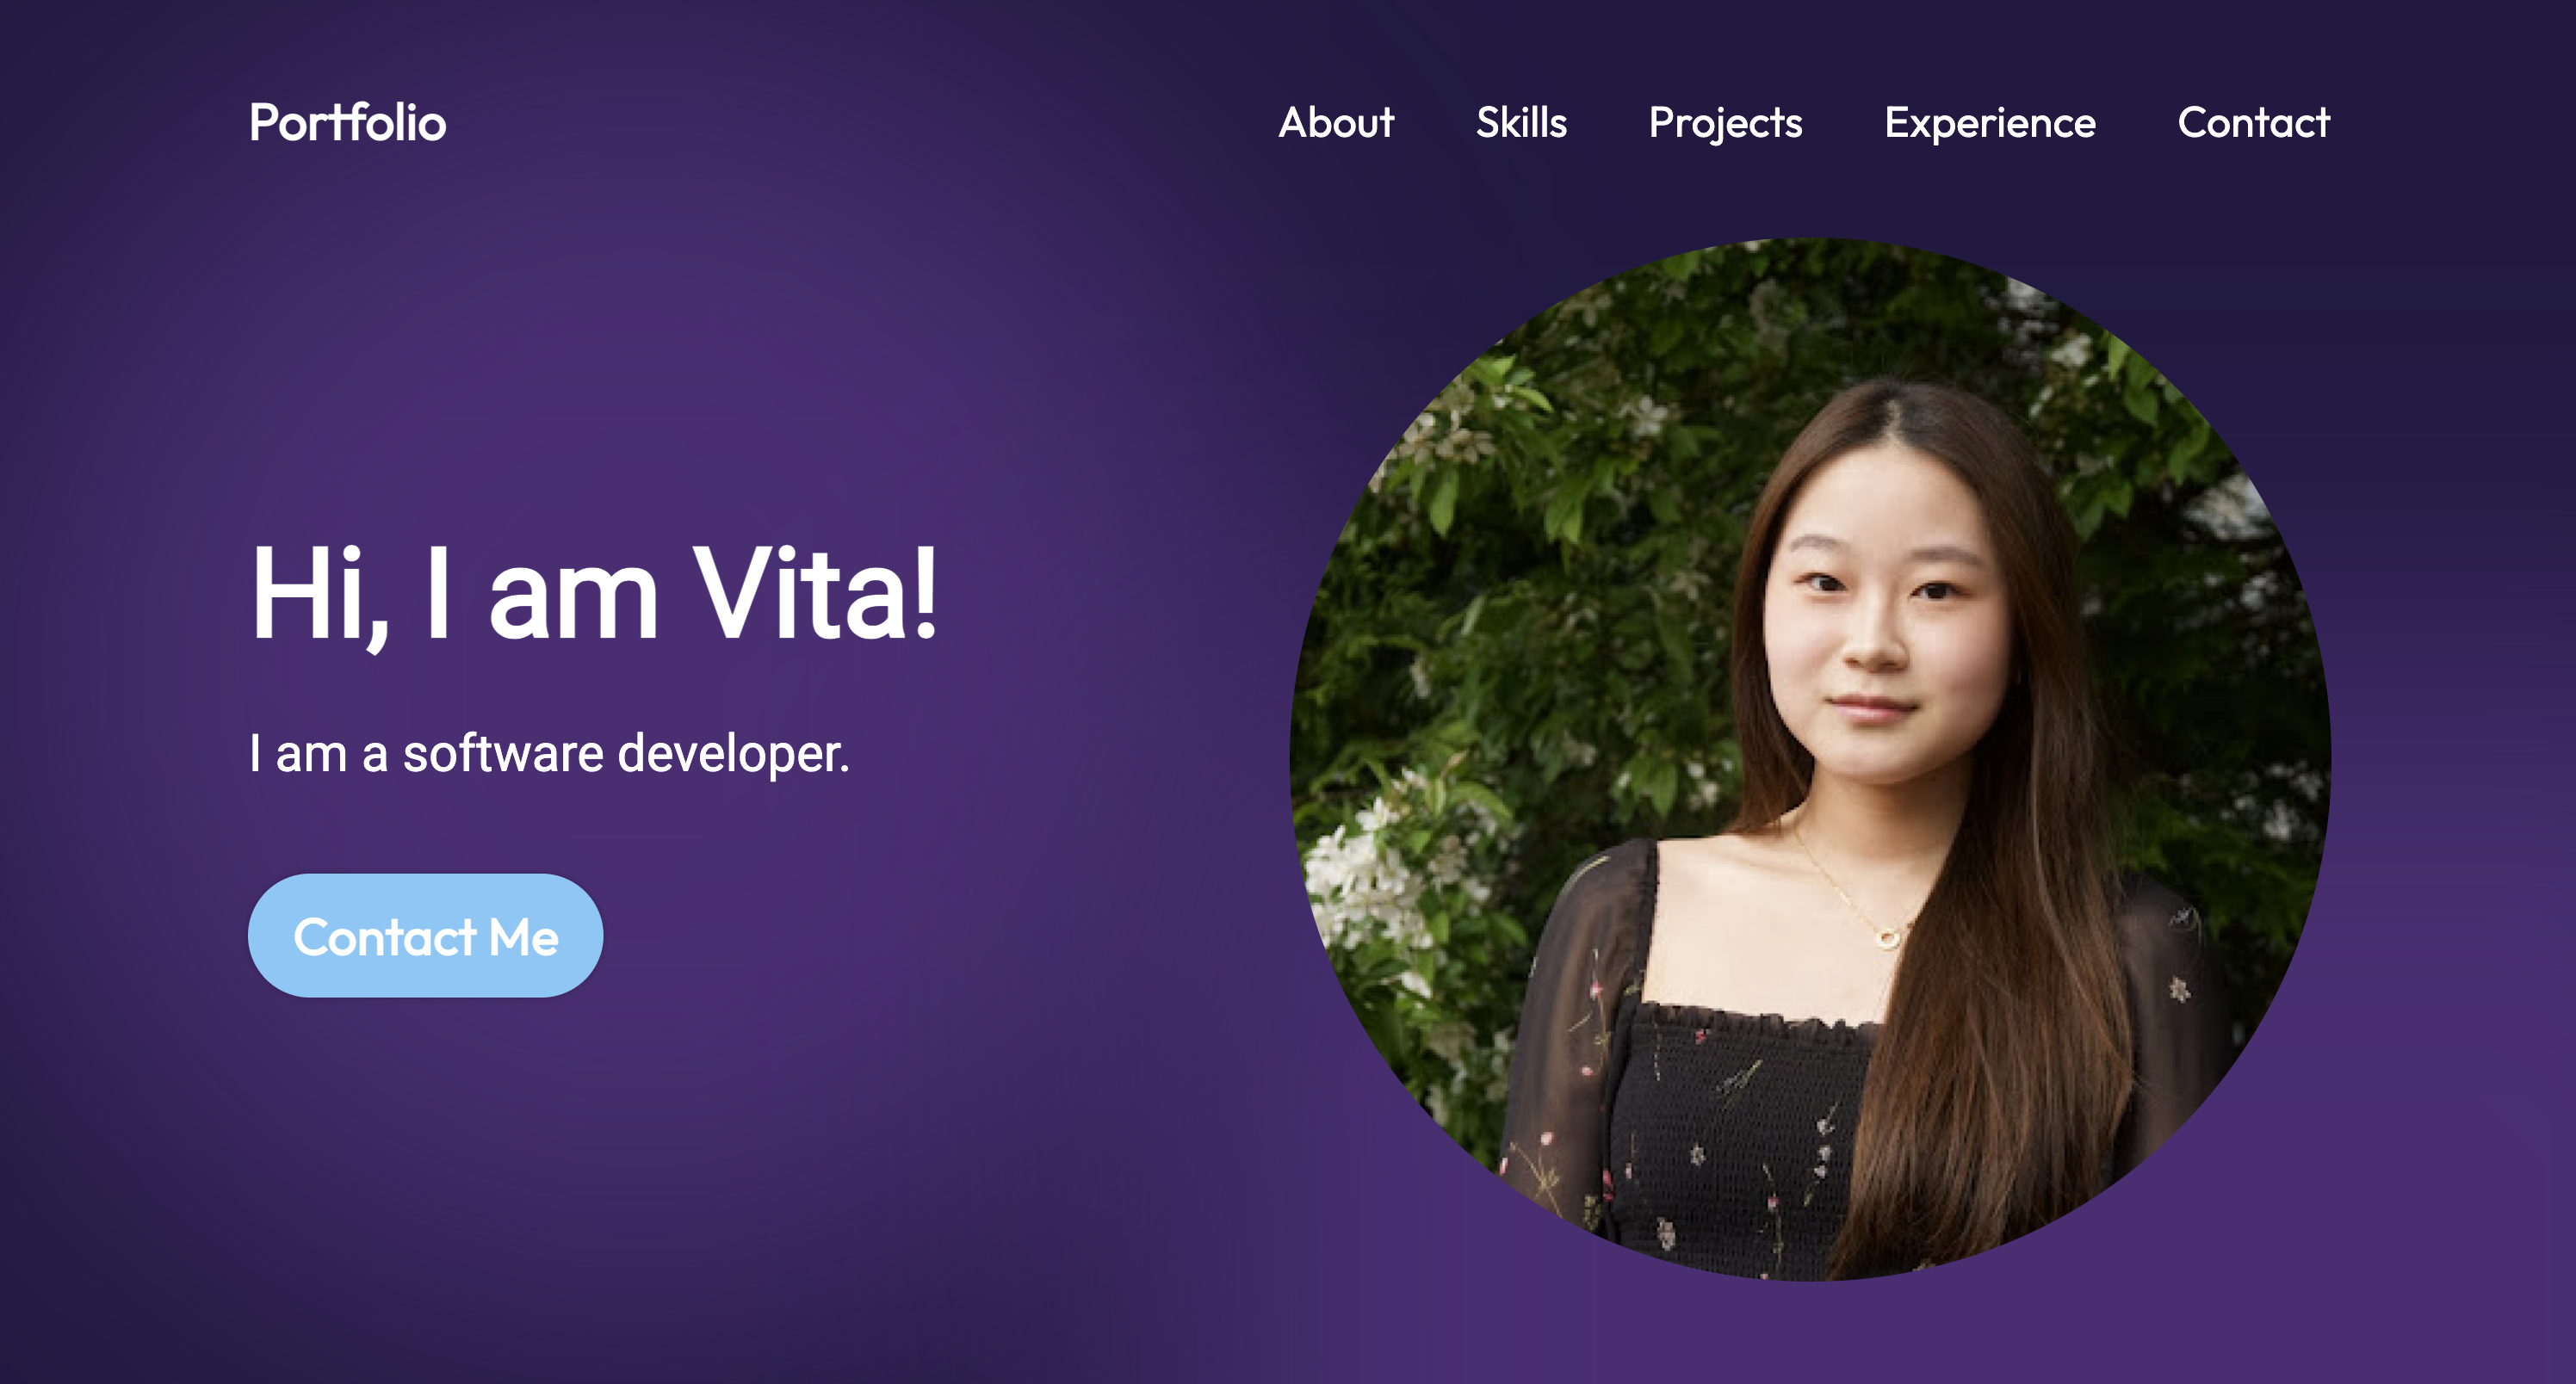 Portfolio
About Skills Projects Experience Contact
Hi, I am Vita!
I am a software developer.
Contact Me